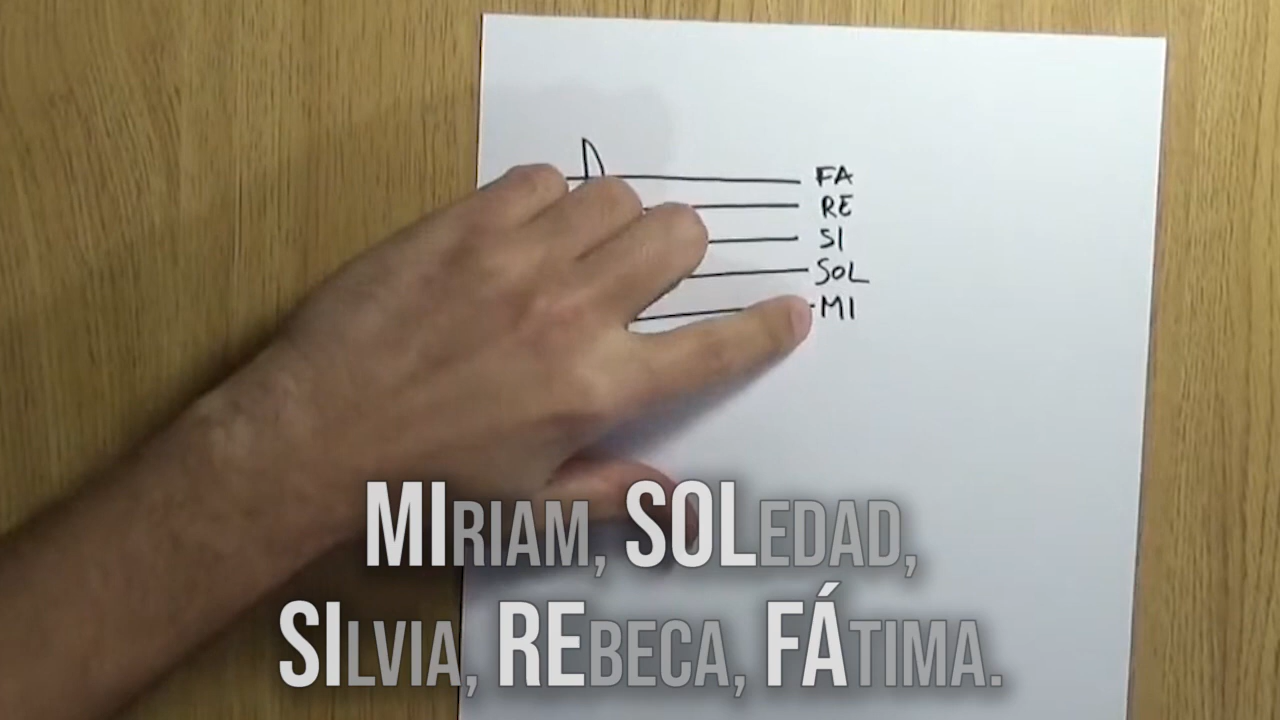 FA
RE
SI
SOL
MI
MIRIAM, SOLEDAD,
SILVIA, REBECA, FÁTIMA.